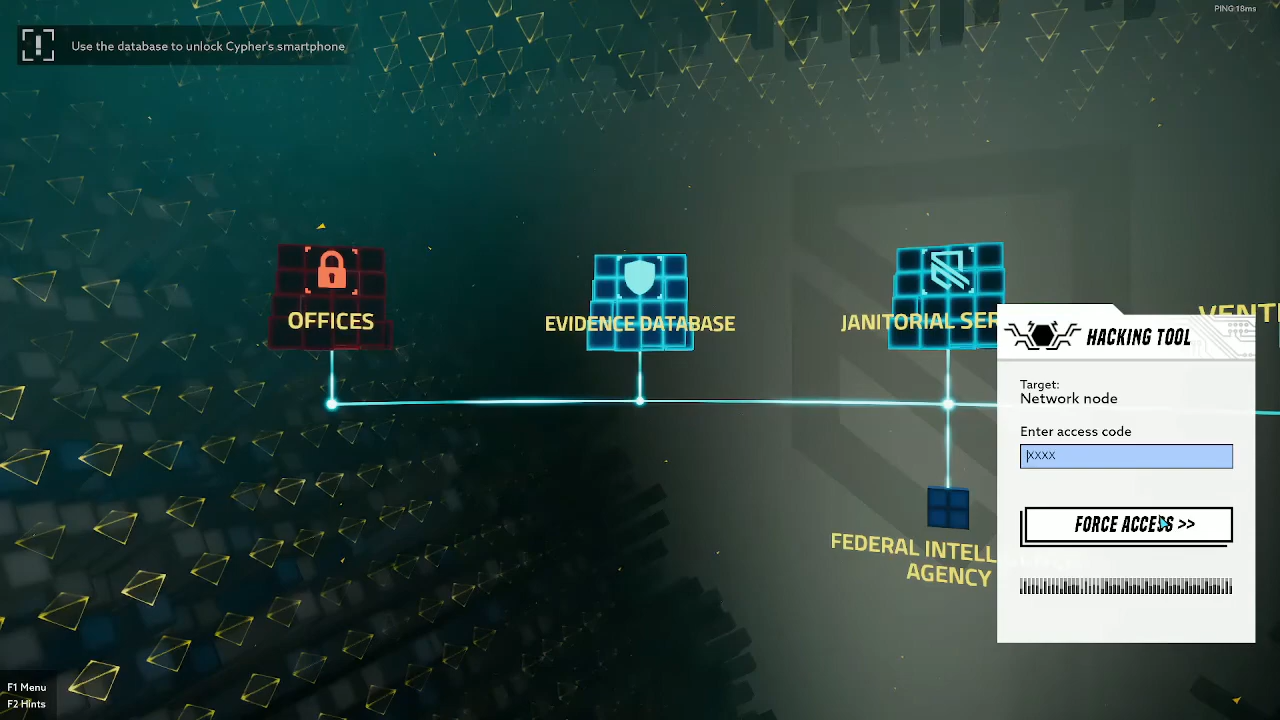 PING:18ms
Use the database to unlock Cypher's smartphone
OFFICES
EVIDENCE DATABASE
JANITORIAL SER
VENTI
HACKING TOOL
Target:
Network node
Enter access code
XXXX
FORCE ACCESS >>
FEDERAL INTELL
AGENCY
F1 Menu
F2 Hints